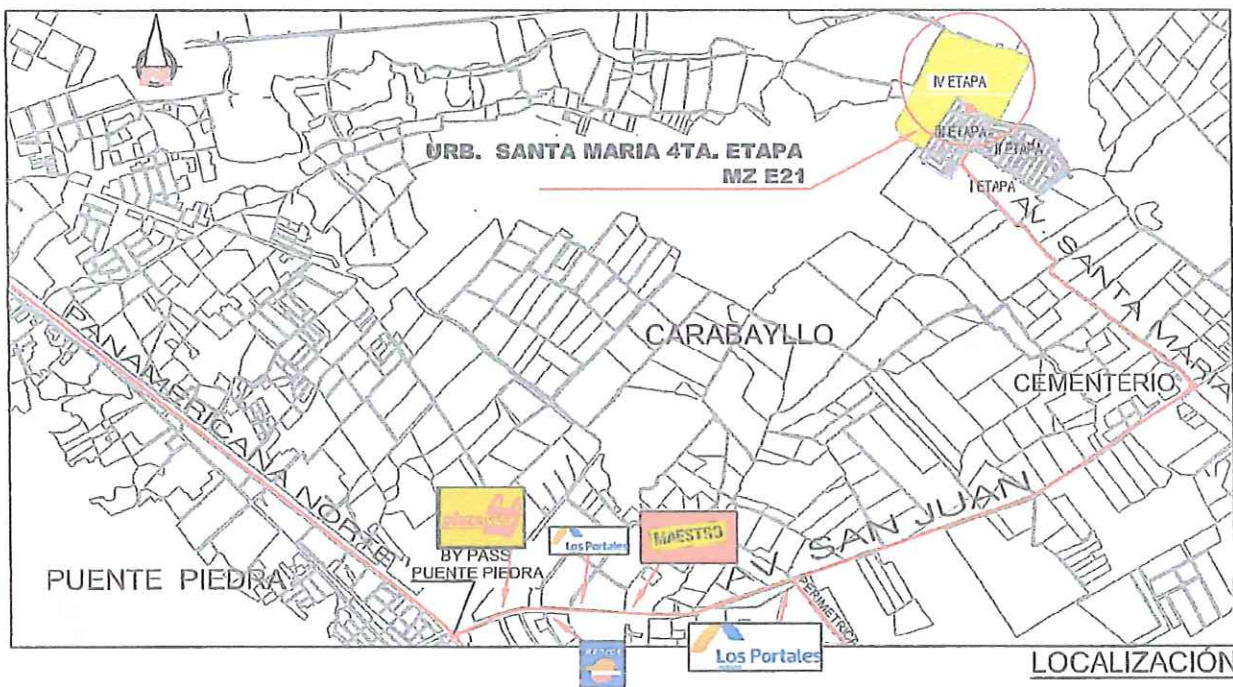 IV ETAPA
III ETAPA
II ETAPA
I ETAPA
URB. SANTA MARIA 4TA. ETAPA
MZ E21
AV. SANTA MARIA
CARABAYLLO
CEMENTERIO
PANAMERICANA NORTE
AV. SAN JUAN
MAESTRO
Los Portales
BY PASS
PUENTE PIEDRA
PUENTE PIEDRA
PERIMETRICA
Los Portales
LOCALIZACIÓN